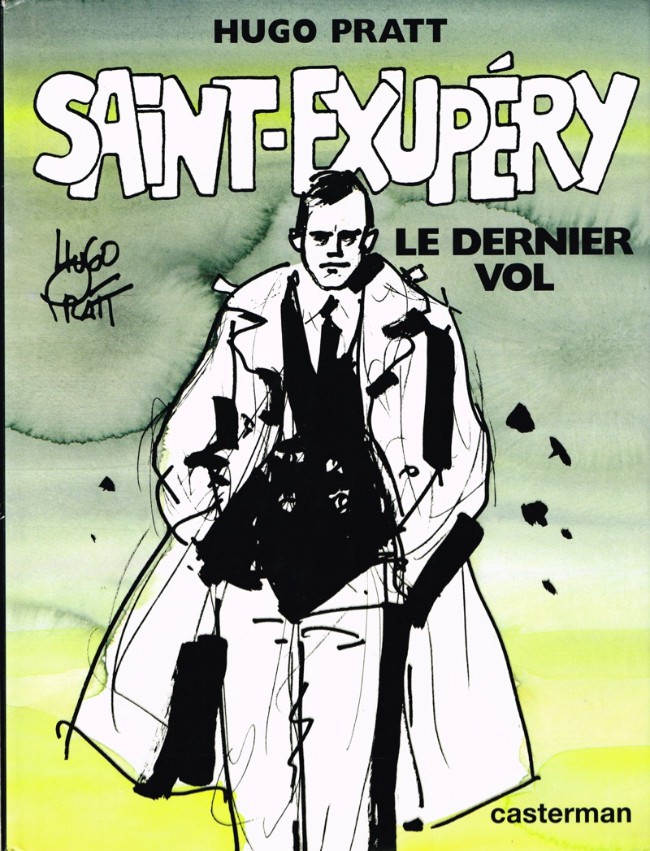 HUGO PRATT
SAiNT-EXUPÉRY
LE DERNIER
VOL
HUGO
PRATT
casterman